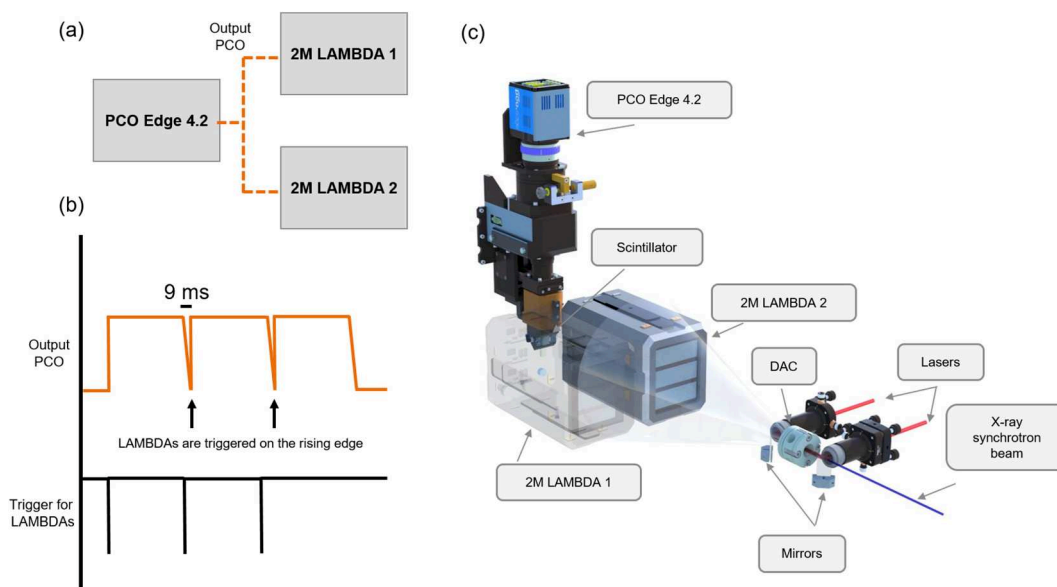 (a)
Output
PCO
2M LAMBDA 1
PCO Edge 4.2
2M LAMBDA 2
(b)
9 ms
Output
PCO
LAMBDAs are triggered on the rising edge
Trigger for
LAMBDAs
(c)
PCO Edge 4.2
Scintillator
2M LAMBDA 2
DAC
Lasers
X-ray
synchrotron
beam
2M LAMBDA 1
Mirrors